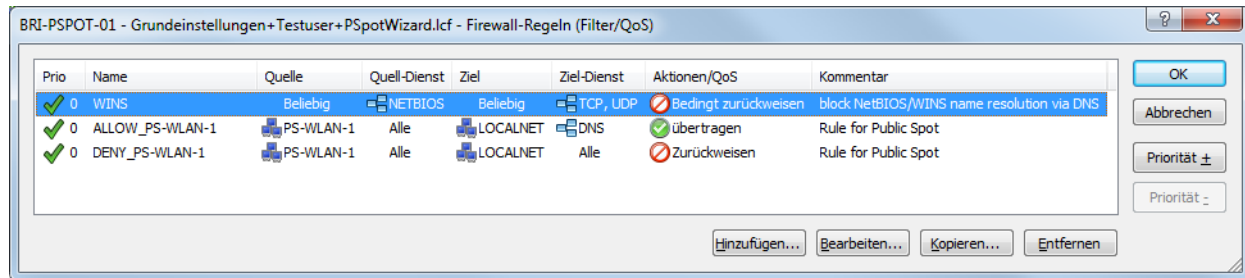 BRI-PSPOT-01 - Grundeinstellungen+Testuser+PSpotWizard.lcf - Firewall-Regeln (Filter/QoS)
Prio Name Quelle Quell-Dienst Ziel Ziel-Dienst Aktionen/QoS Kommentar
0 WINS Beliebig NETBIOS Beliebig TCP, UDP Bedingt zurückweisen block NetBIOS/WINS name resolution via DNS
0 ALLOW_PS-WLAN-1 PS-WLAN-1 Alle LOCALNET DNS übertragen Rule for Public Spot
0 DENY_PS-WLAN-1 PS-WLAN-1 Alle LOCALNET Alle Zurückweisen Rule for Public Spot
OK
Abbrechen
Priorität +
Priorität -
Hinzufügen... Bearbeiten... Kopieren... Entfernen